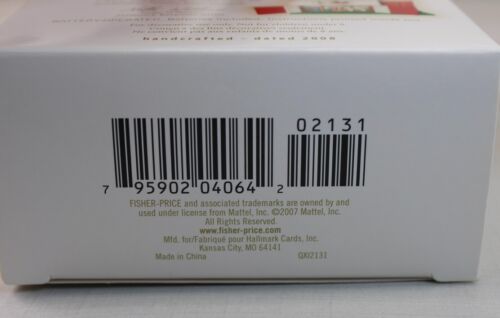 handcrafted – dated 2008
02131
7 95902 04064 2
FISHER-PRICE and associated trademarks are owned by and
used under license from Mattel, Inc. ©2007 Mattel, Inc.
All Rights Reserved.
www.fisher-price.com
Mfd. for/Fabriqué pour Hallmark Cards, Inc.
Kansas City, MO 64141
Made in China
QXI2131